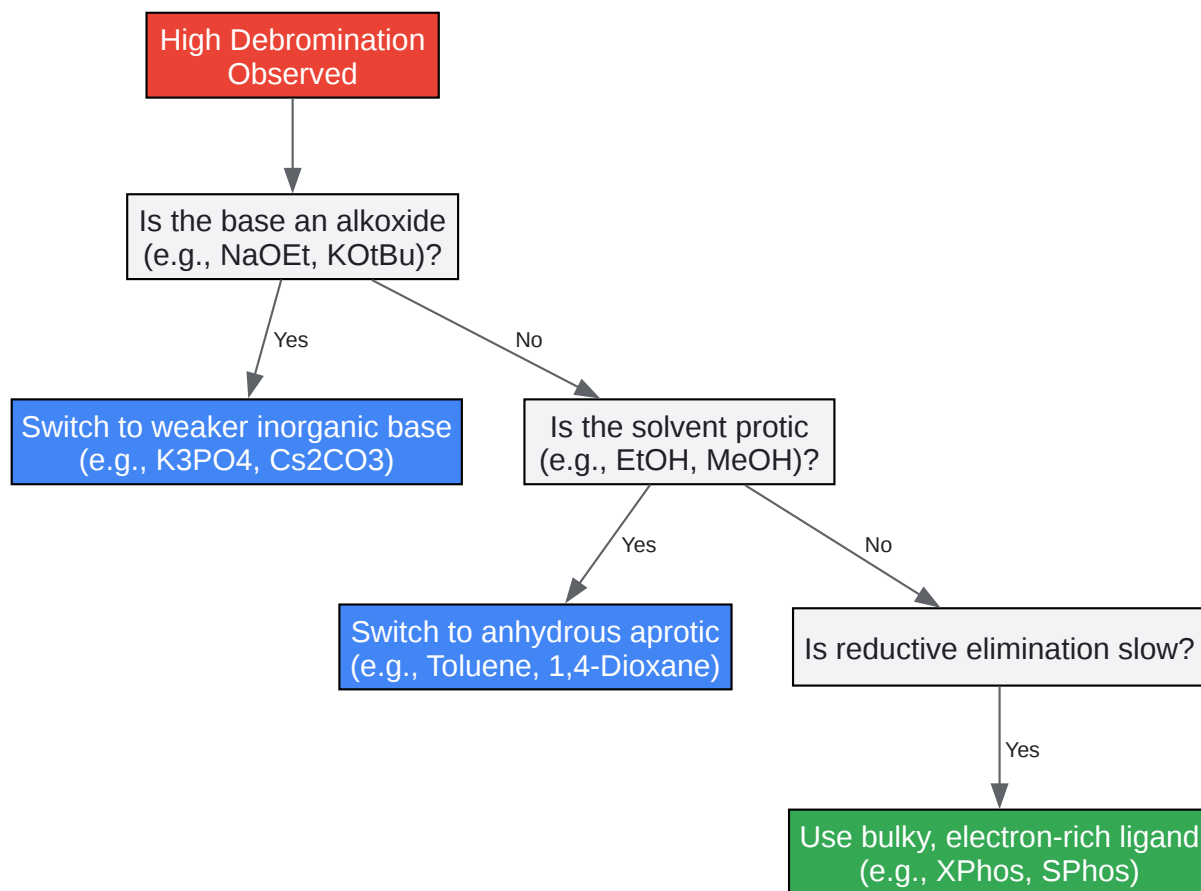 High Debromination
Observed
Is the base an alkoxide
(e.g., NaOEt, KOtBu)?
Yes
No
Switch to weaker inorganic base
(e.g., K3PO4, Cs2CO3)
Is the solvent protic
(e.g., EtOH, MeOH)?
Yes
No
Switch to anhydrous aprotic
(e.g., Toluene, 1,4-Dioxane)
Is reductive elimination slow?
Yes
Use bulky, electron-rich ligand
(e.g., XPhos, SPhos)